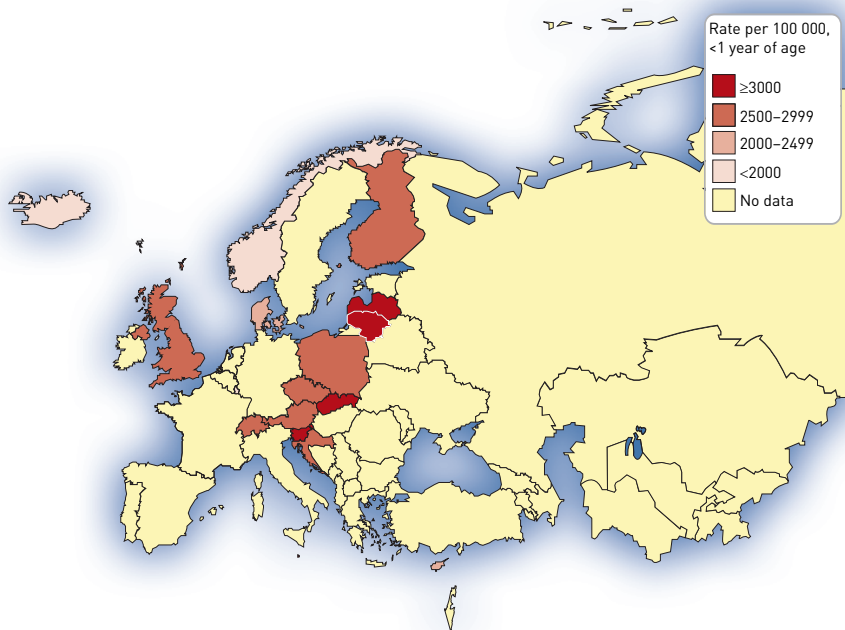 Rate per 100 000,
<1 year of age
≥3000
2500–2999
2000–2499
<2000
No data